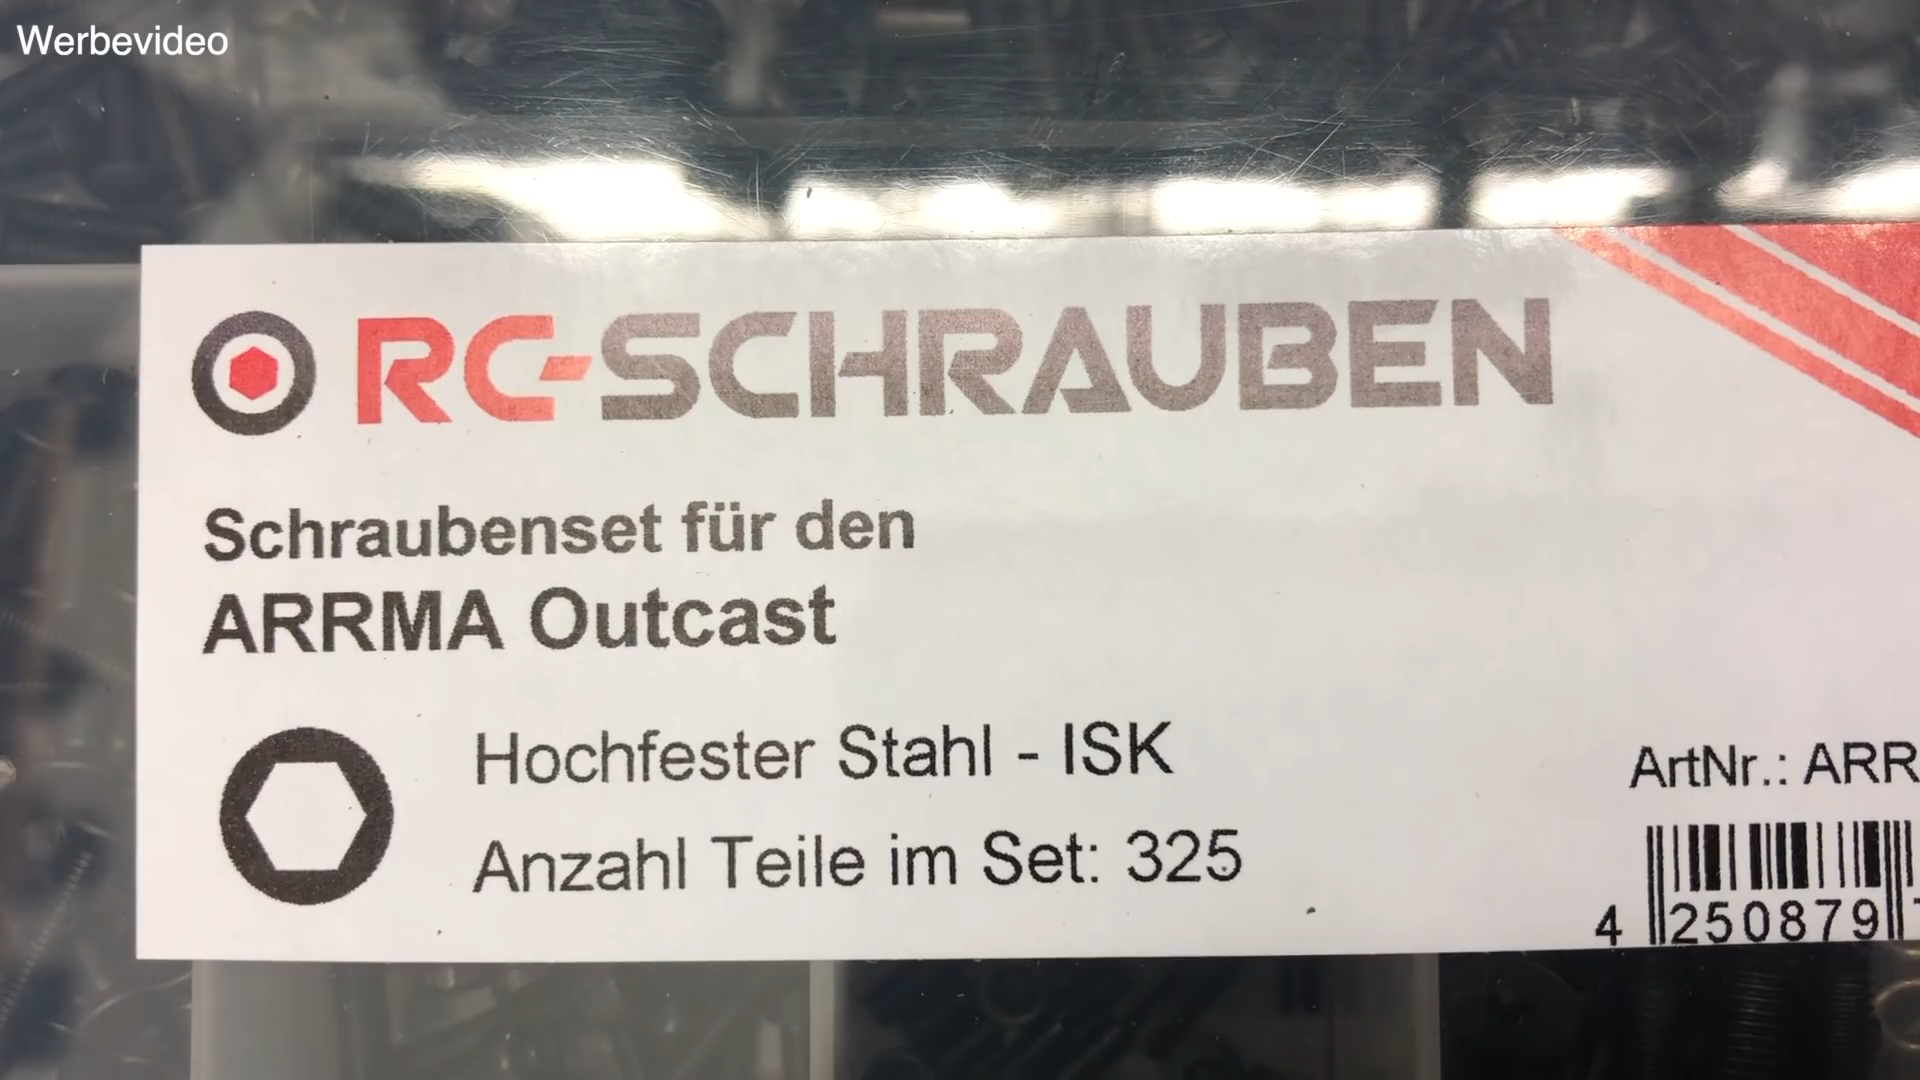 Werbevideo
RC-SCHRAUBEN
Schraubenset für den
ARRMA Outcast
Hochfester Stahl - ISK
Anzahl Teile im Set: 325
ArtNr.: ARR
4 250879